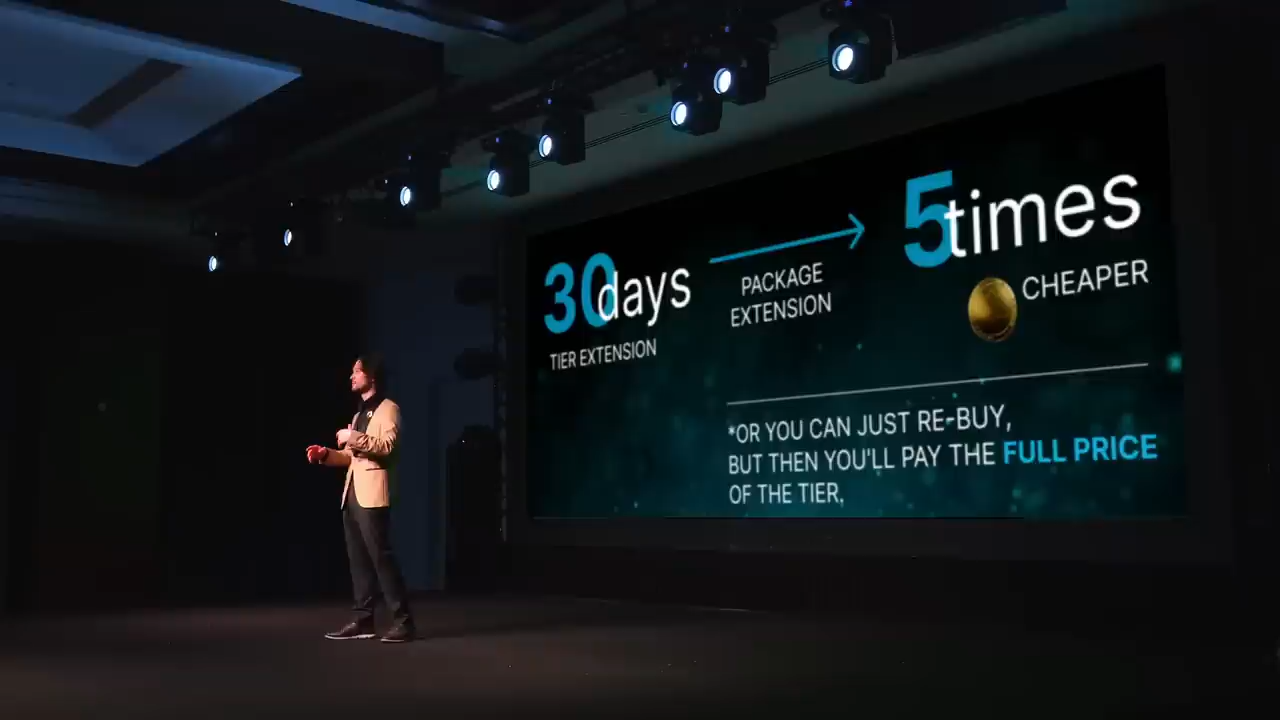 30days
TIER EXTENSION
PACKAGE
EXTENSION
5times
CHEAPER
*OR YOU CAN JUST RE-BUY,
BUT THEN YOU'LL PAY THE FULL PRICE
OF THE TIER.